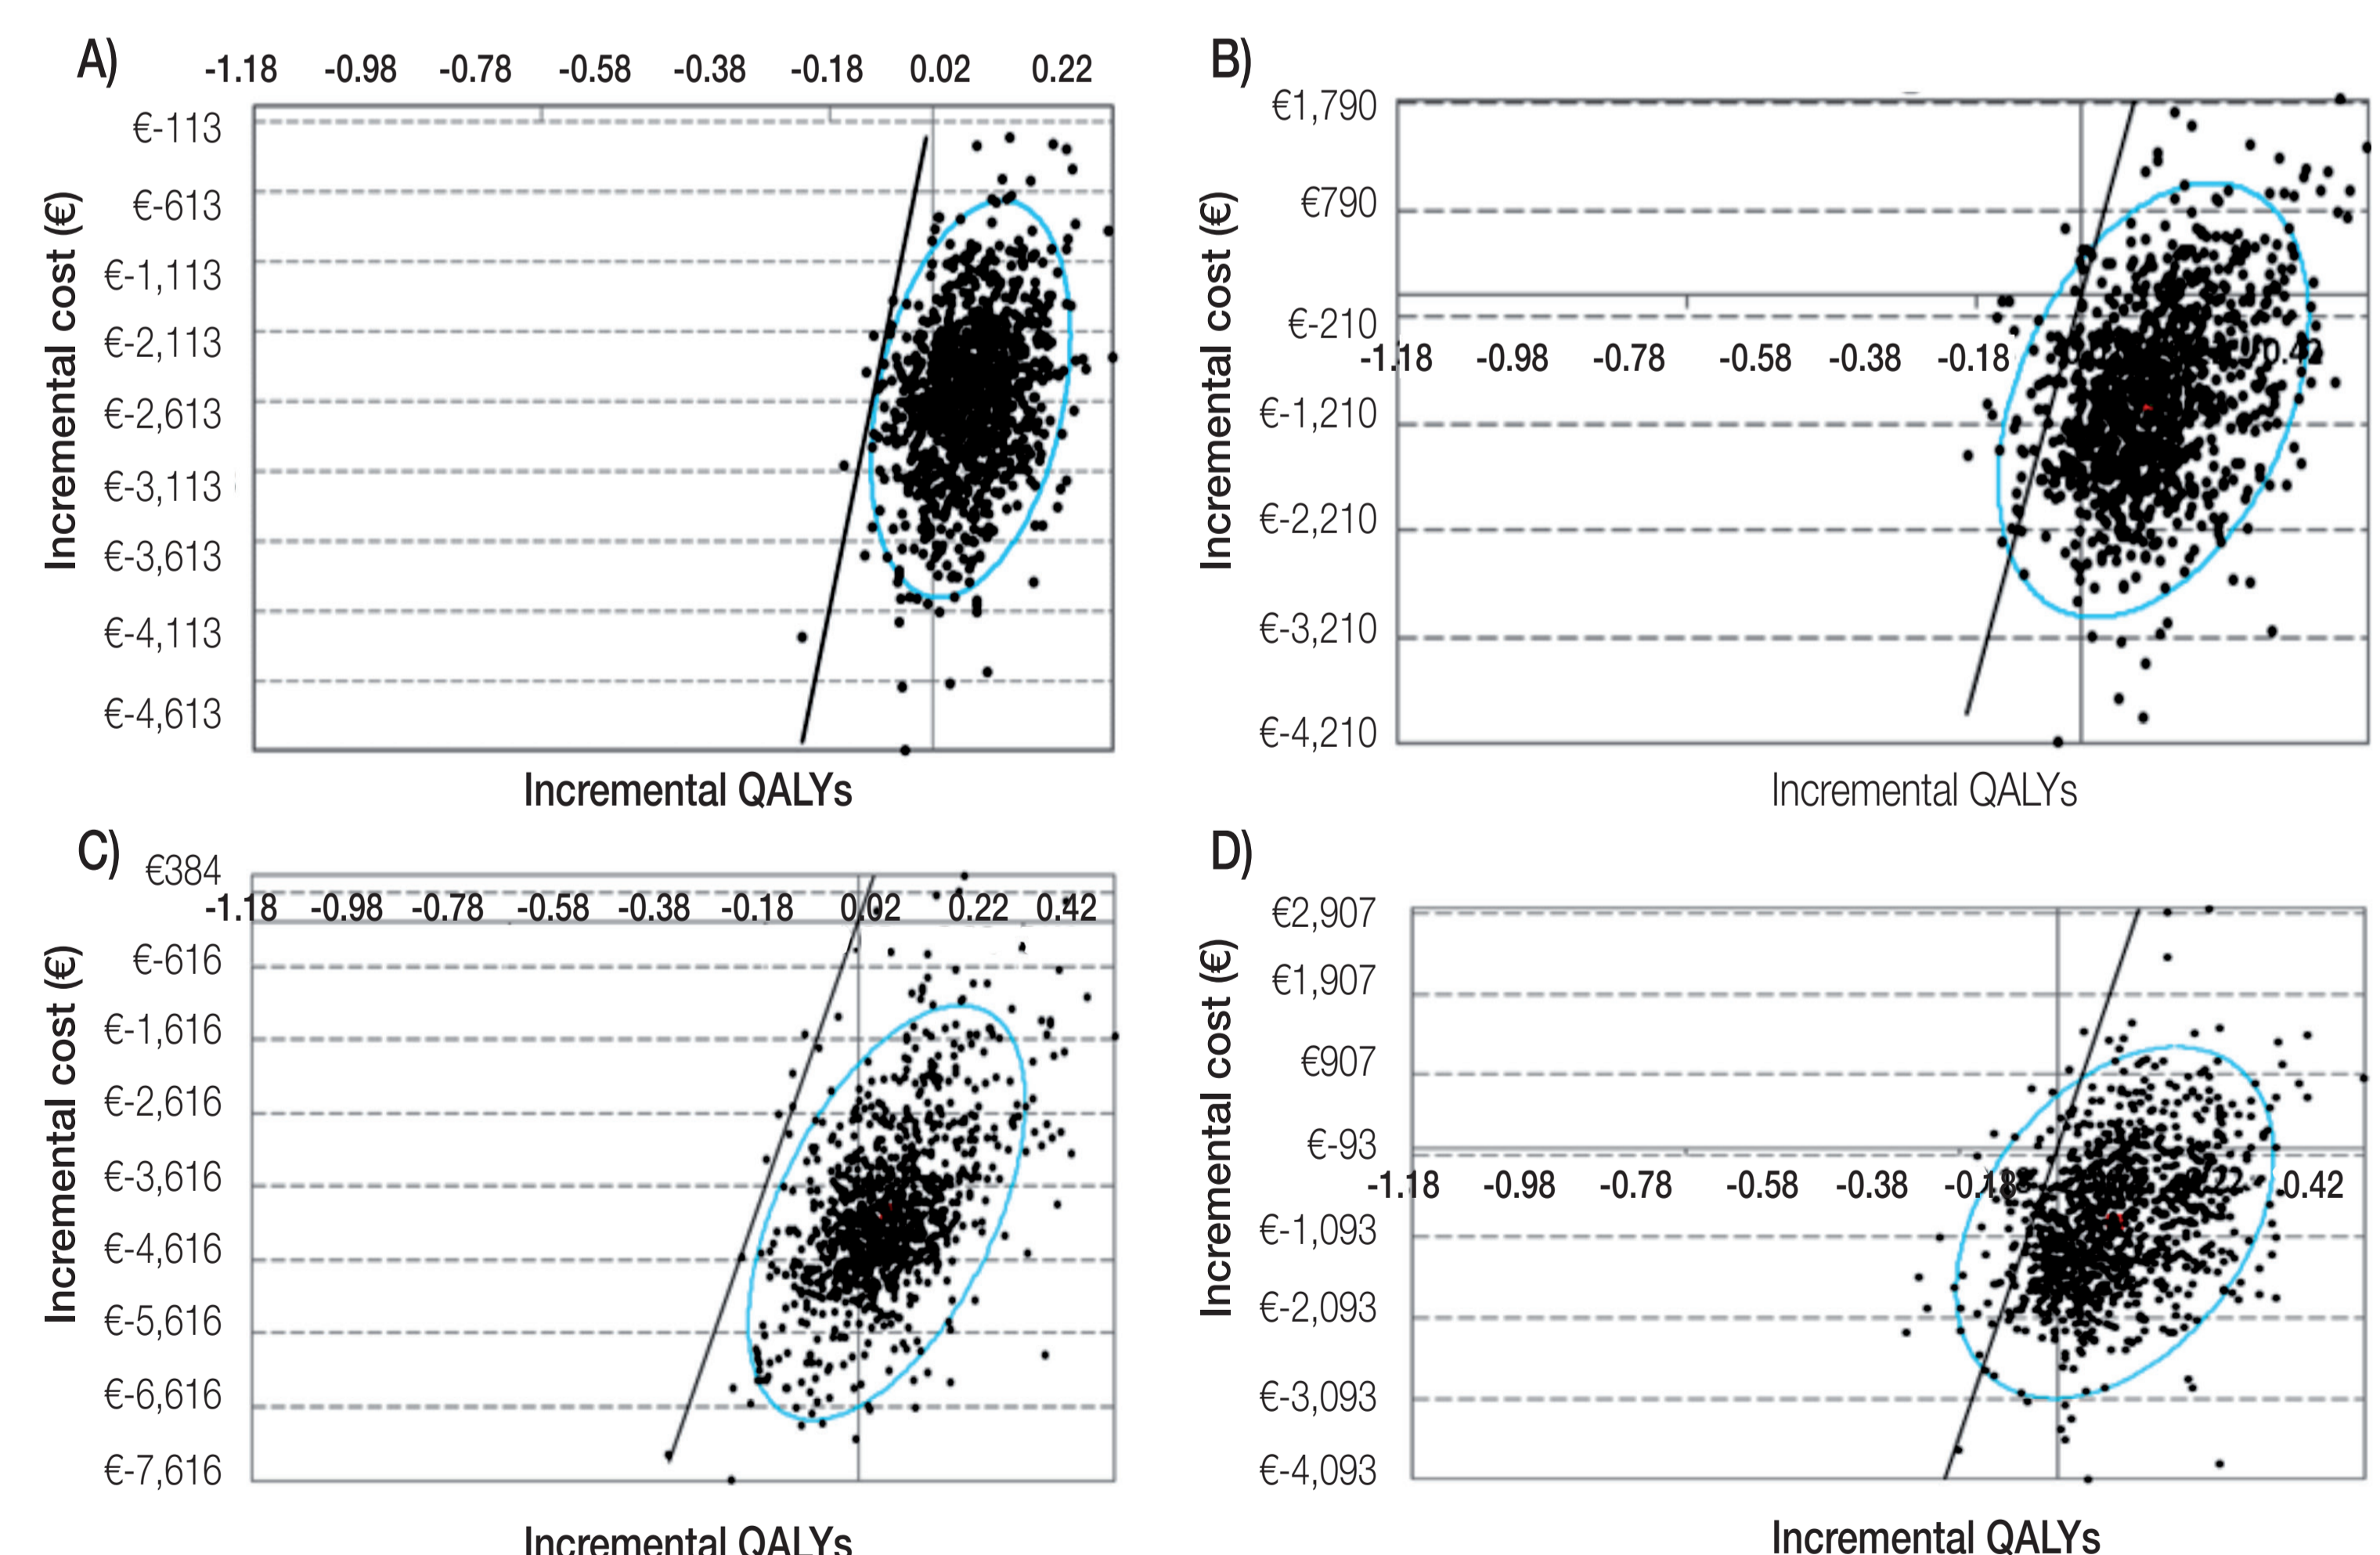 A)
-1.18 -0.98 -0.78 -0.58 -0.38 -0.18 0.02 0.22
€-113
€-613
€-1,113
€-2,113
€-2,613
€-3,113
€-3,613
€-4,113
€-4,613
Incremental cost (€)
Incremental QALYs
B)
€1,790
€790
€-210
-1.18 -0.98 -0.78 -0.58 -0.38 -0.18 0.42
€-1,210
€-2,210
€-3,210
€-4,210
Incremental cost (€)
Incremental QALYs
C)
€384
-1.18 -0.98 -0.78 -0.58 -0.38 -0.18 0.02 0.22 0.42
€-616
€-1,616
€-2,616
€-3,616
€-4,616
€-5,616
€-6,616
€-7,616
Incremental cost (€)
Incremental QALYs
D)
€2,907
€1,907
€907
€-93
-1.18 -0.98 -0.78 -0.58 -0.38 -0.18 0.42
€-1,093
€-2,093
€-3,093
€-4,093
Incremental cost (€)
Incremental QALYs